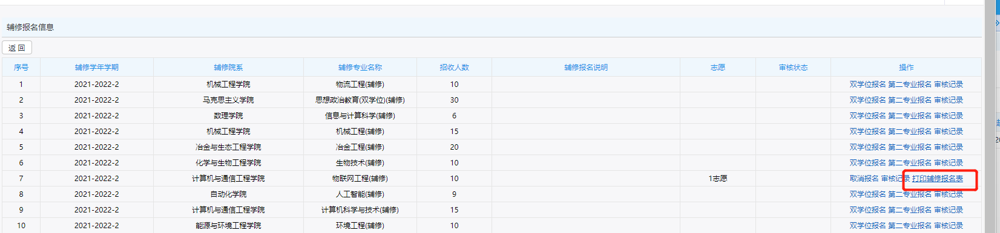 辅修报名信息
返 回
序号 辅修学年学期 辅修院系 辅修专业名称 招收人数 辅修报名说明 志愿 审核状态 操作
1 2021-2022-2 机械工程学院 物流工程(辅修) 10 双学位报名 第二专业报名 审核记录
2 2021-2022-2 马克思主义学院 思想政治教育(双学位)(辅修) 30 双学位报名 第二专业报名 审核记录
3 2021-2022-2 数理学院 信息与计算科学(辅修) 6 双学位报名 第二专业报名 审核记录
4 2021-2022-2 机械工程学院 机械工程(辅修) 15 双学位报名 第二专业报名 审核记录
5 2021-2022-2 冶金与生态工程学院 冶金工程(辅修) 20 双学位报名 第二专业报名 审核记录
6 2021-2022-2 化学与生物工程学院 生物技术(辅修) 10 双学位报名 第二专业报名 审核记录
7 2021-2022-2 计算机与通信工程学院 物联网工程(辅修) 10 1志愿 取消报名 审核记录 打印辅修报名表
8 2021-2022-2 自动化学院 人工智能(辅修) 9 双学位报名 第二专业报名 审核记录
9 2021-2022-2 计算机与通信工程学院 计算机科学与技术(辅修) 15 双学位报名 第二专业报名 审核记录
10 2021-2022-2 能源与环境工程学院 环境工程(辅修) 10 双学位报名 第二专业报名 审核记录